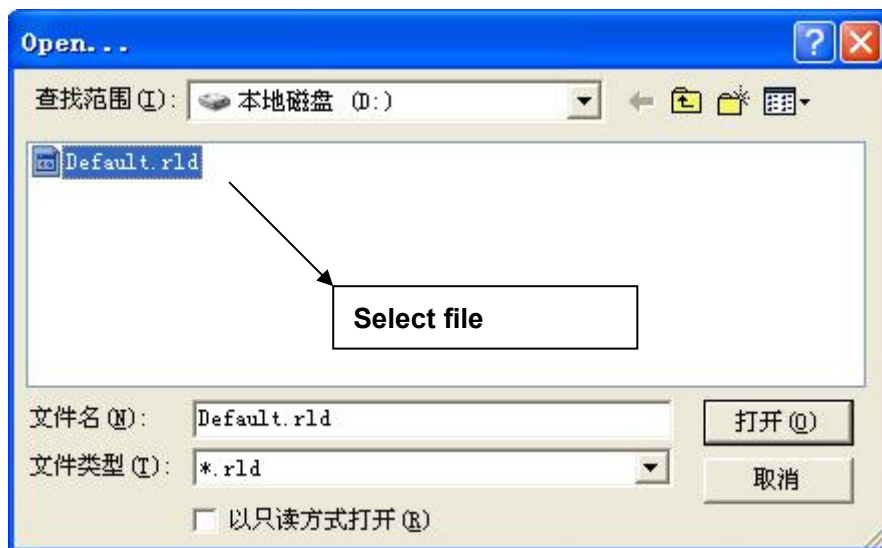 Open...
查找范围(I): 本地磁盘 (D:)
Default.rld
Select file
文件名(N): Default.rld 打开(O)
文件类型(T): *.rld 取消
以只读方式打开(R)